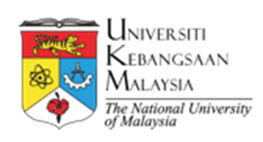 UNIVERSITI
KEBANGSAAN
MALAYSIA
The National University
of Malaysia